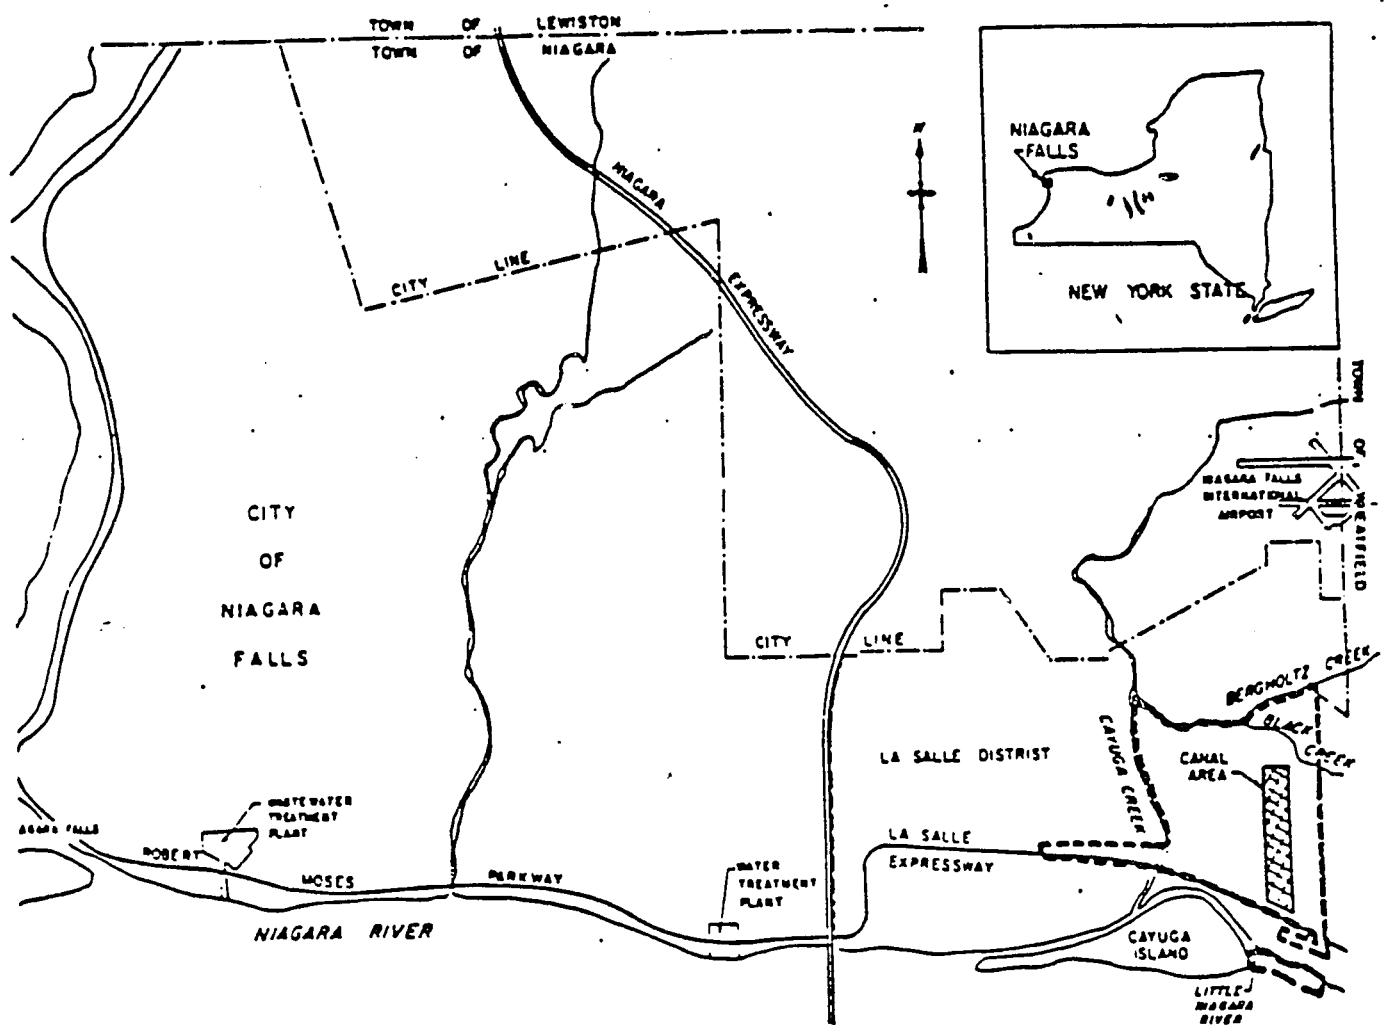 TOWN OF LEWISTON
TOWN OF NIAGARA
NIAGARA
FALLS
NEW YORK STATE
N
NIAGARA EXPRESSWAY
CITY LINE
TOWN OF WHEATFIELD
NIAGARA FALLS
INTERNATIONAL
AIRPORT
CITY
OF
NIAGARA
FALLS
CITY LINE
BERGHOLTZ CREEK
BLACK CREEK
CAYUGA CREEK
LA SALLE DISTRICT
CANAL
AREA
WASTEWATER
TREATMENT
PLANT
AGARA FALLS
ROBERT MOSES PARKWAY
LA SALLE
EXPRESSWAY
WATER
TREATMENT
PLANT
NIAGARA RIVER
CAYUGA
ISLAND
LITTLE
NIAGARA
RIVER